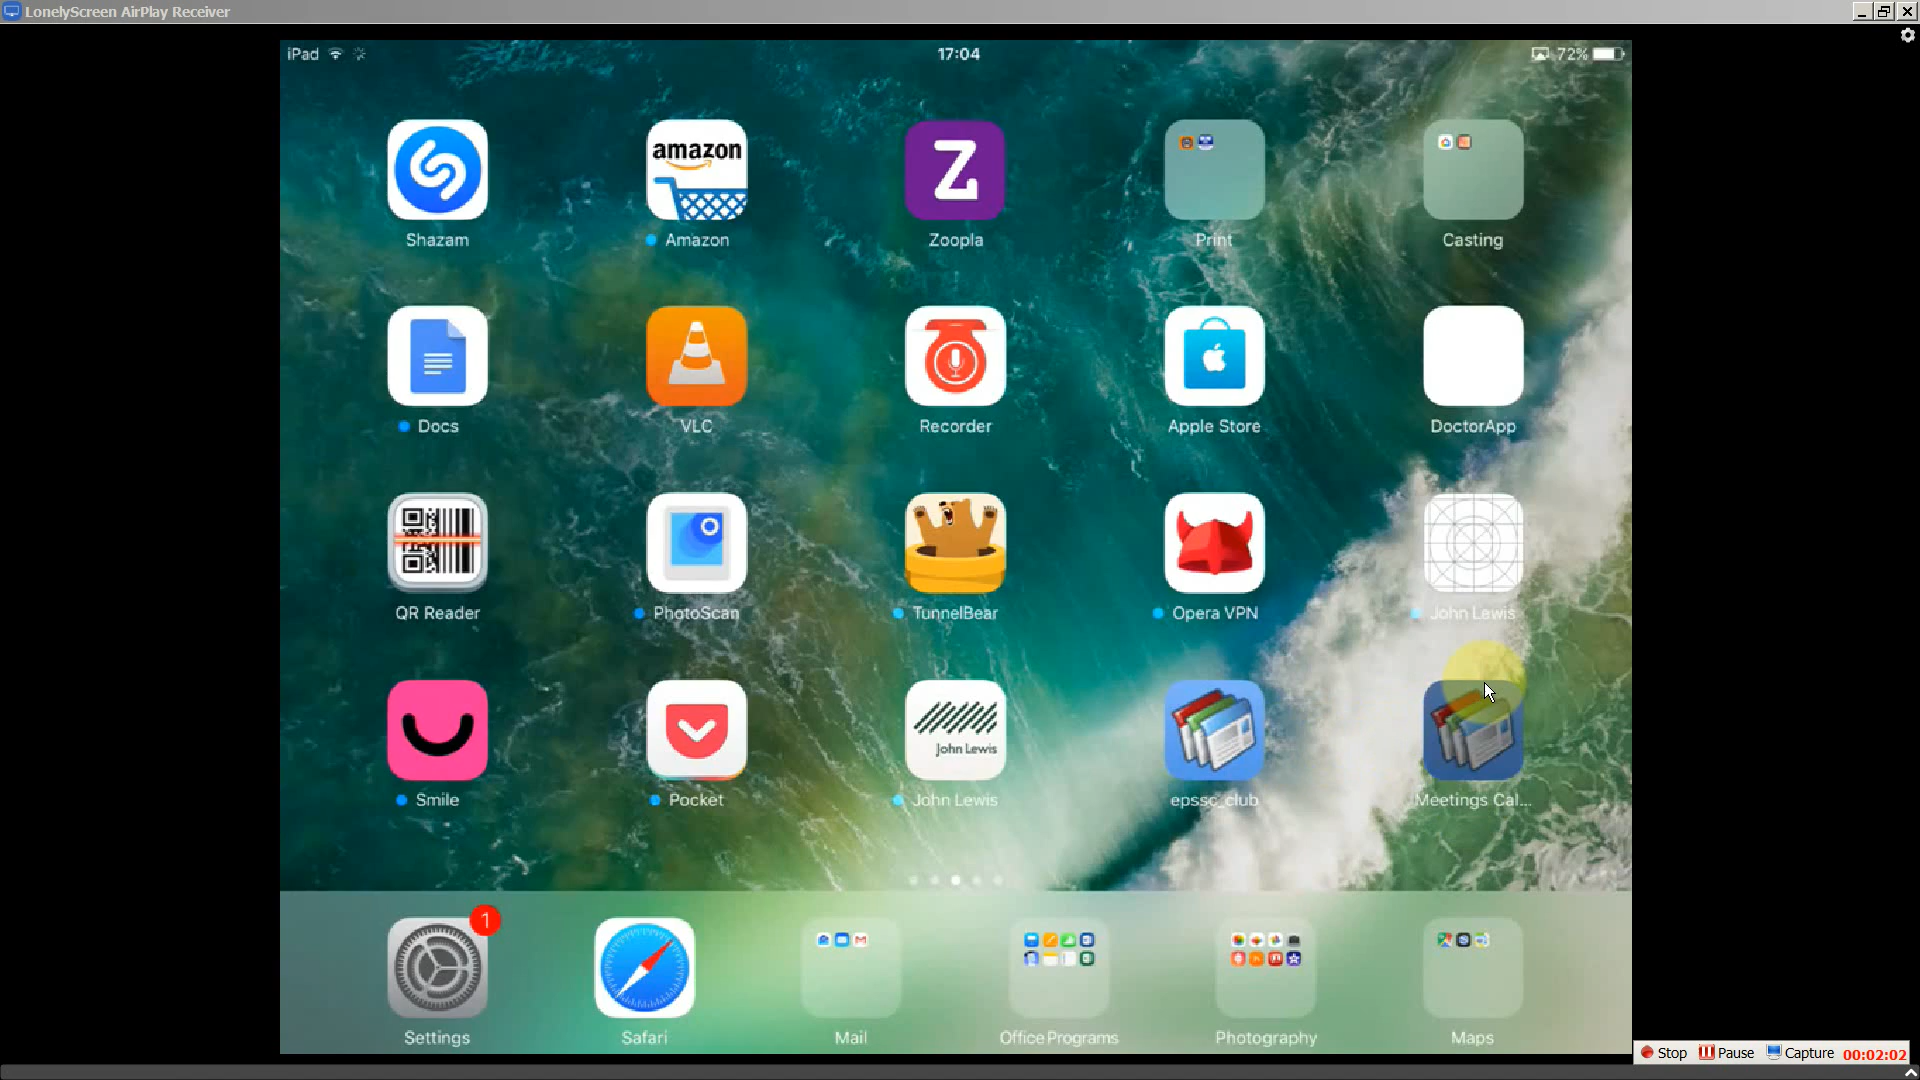 LonelyScreen AirPlay Receiver
iPad 17:04 72%
amazon
Z
Shazam Amazon Zoopla Print Casting
Docs VLC Recorder Apple Store DoctorApp
QR Reader PhotoScan TunnelBear Opera VPN John Lewis
John Lewis
Smile Pocket John Lewis epssc_club Meetings Cal...
1
Settings Safari Mail Office Programs Photography Maps
Stop Pause Capture 00:02:02